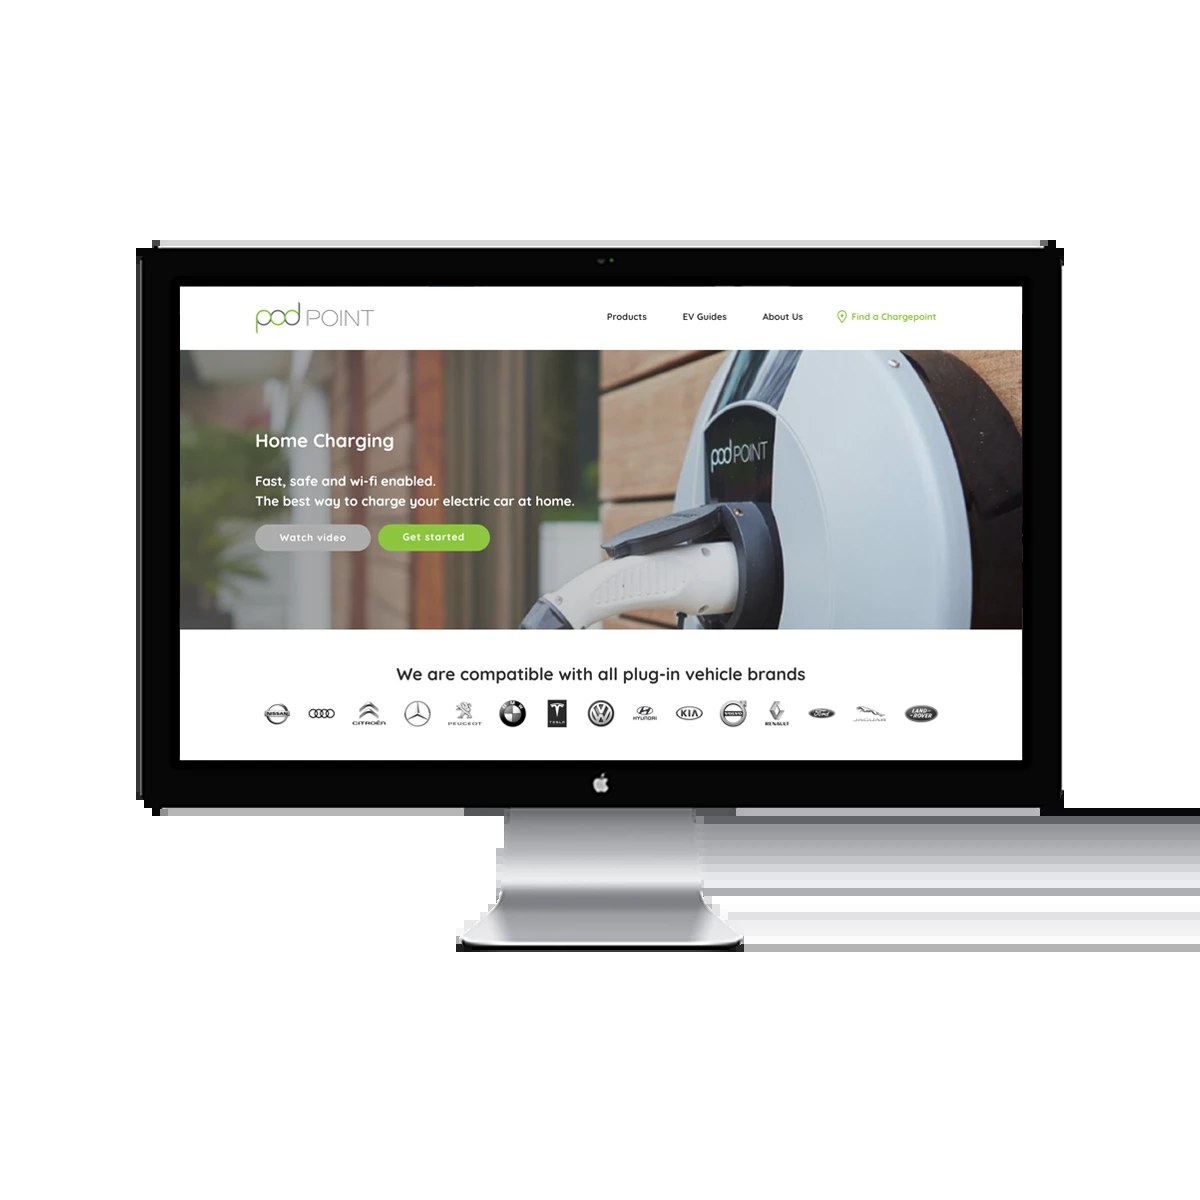 pod POINT
Products EV Guides About Us Find a Chargepoint
Home Charging
pod POINT
Fast, safe and wi-fi enabled.
The best way to charge your electric car at home.
Watch video Get started
We are compatible with all plug-in vehicle brands
NISSAN CITROËN PEUGEOT BMW TESLA HYUNDAI KIA VOLVO RENAULT Ford JAGUAR LAND ROVER